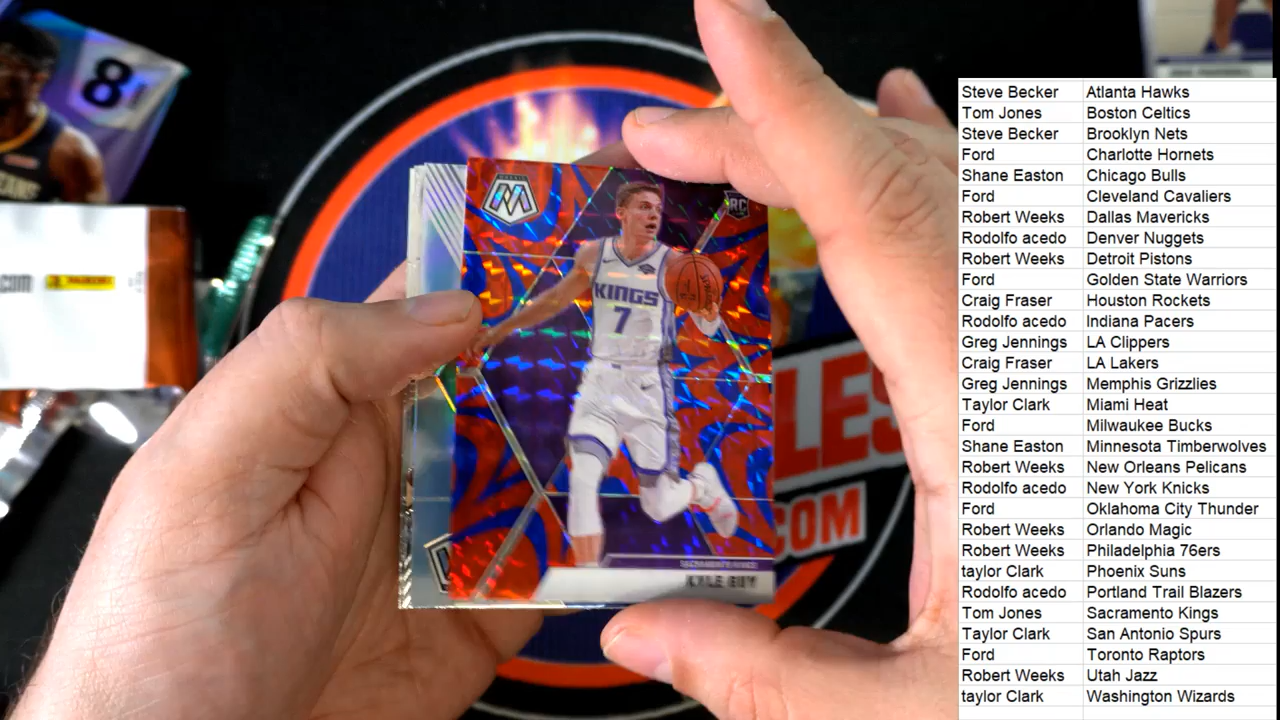 8
RC
KINGS
7
KYLE GUY
LES
.COM
.com
PANINI
Steve Becker Atlanta Hawks
Tom Jones Boston Celtics
Steve Becker Brooklyn Nets
Ford Charlotte Hornets
Shane Easton Chicago Bulls
Ford Cleveland Cavaliers
Robert Weeks Dallas Mavericks
Rodolfo acedo Denver Nuggets
Robert Weeks Detroit Pistons
Ford Golden State Warriors
Craig Fraser Houston Rockets
Rodolfo acedo Indiana Pacers
Greg Jennings LA Clippers
Craig Fraser LA Lakers
Greg Jennings Memphis Grizzlies
Taylor Clark Miami Heat
Ford Milwaukee Bucks
Shane Easton Minnesota Timberwolves
Robert Weeks New Orleans Pelicans
Rodolfo acedo New York Knicks
Ford Oklahoma City Thunder
Robert Weeks Orlando Magic
Robert Weeks Philadelphia 76ers
taylor Clark Phoenix Suns
Rodolfo acedo Portland Trail Blazers
Tom Jones Sacramento Kings
Taylor Clark San Antonio Spurs
Ford Toronto Raptors
Robert Weeks Utah Jazz
taylor Clark Washington Wizards